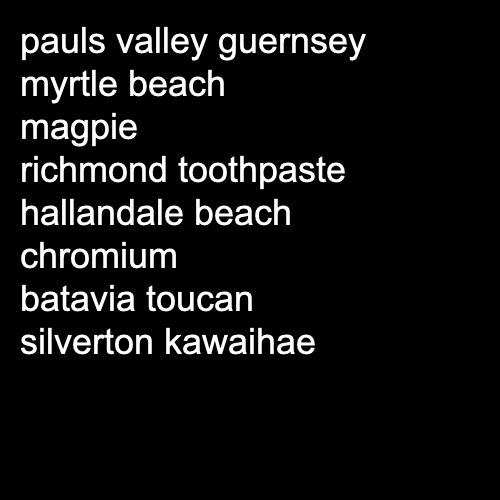 pauls valley guernsey
myrtle beach
magpie
richmond toothpaste
hallandale beach
chromium
batavia toucan
silverton kawaihae